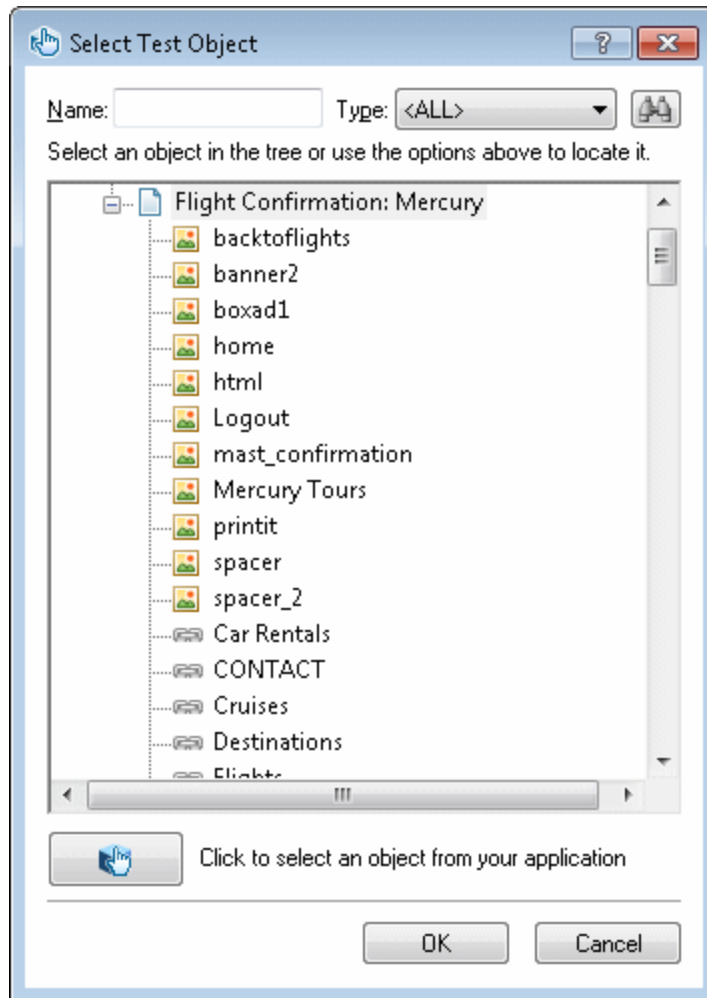 Select Test Object
Name: Type: <ALL>
Select an object in the tree or use the options above to locate it.
Flight Confirmation: Mercury
backtoflights
banner2
boxad1
home
html
Logout
mast_confirmation
Mercury Tours
printit
spacer
spacer_2
Car Rentals
CONTACT
Cruises
Destinations
Flights
Click to select an object from your application
OK Cancel